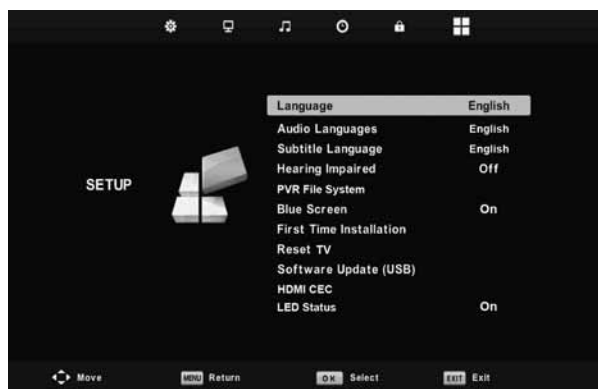 Language English
Audio Languages English
Subtitle Language English
Hearing Impaired Off
SETUP
PVR File System
Blue Screen On
First Time Installation
Reset TV
Software Update (USB)
HDMI CEC
LED Status On
Move MENU Return OK Select EXIT Exit